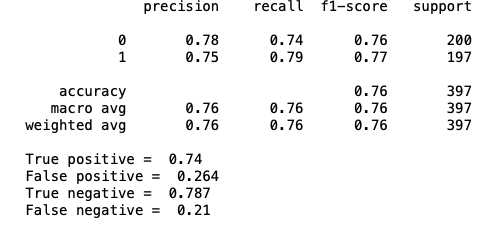 precision recall f1-score support
0 0.78 0.74 0.76 200
1 0.75 0.79 0.77 197
accuracy 0.76 397
macro avg 0.76 0.76 0.76 397
weighted avg 0.76 0.76 0.76 397
True positive = 0.74
False positive = 0.264
True negative = 0.787
False negative = 0.21